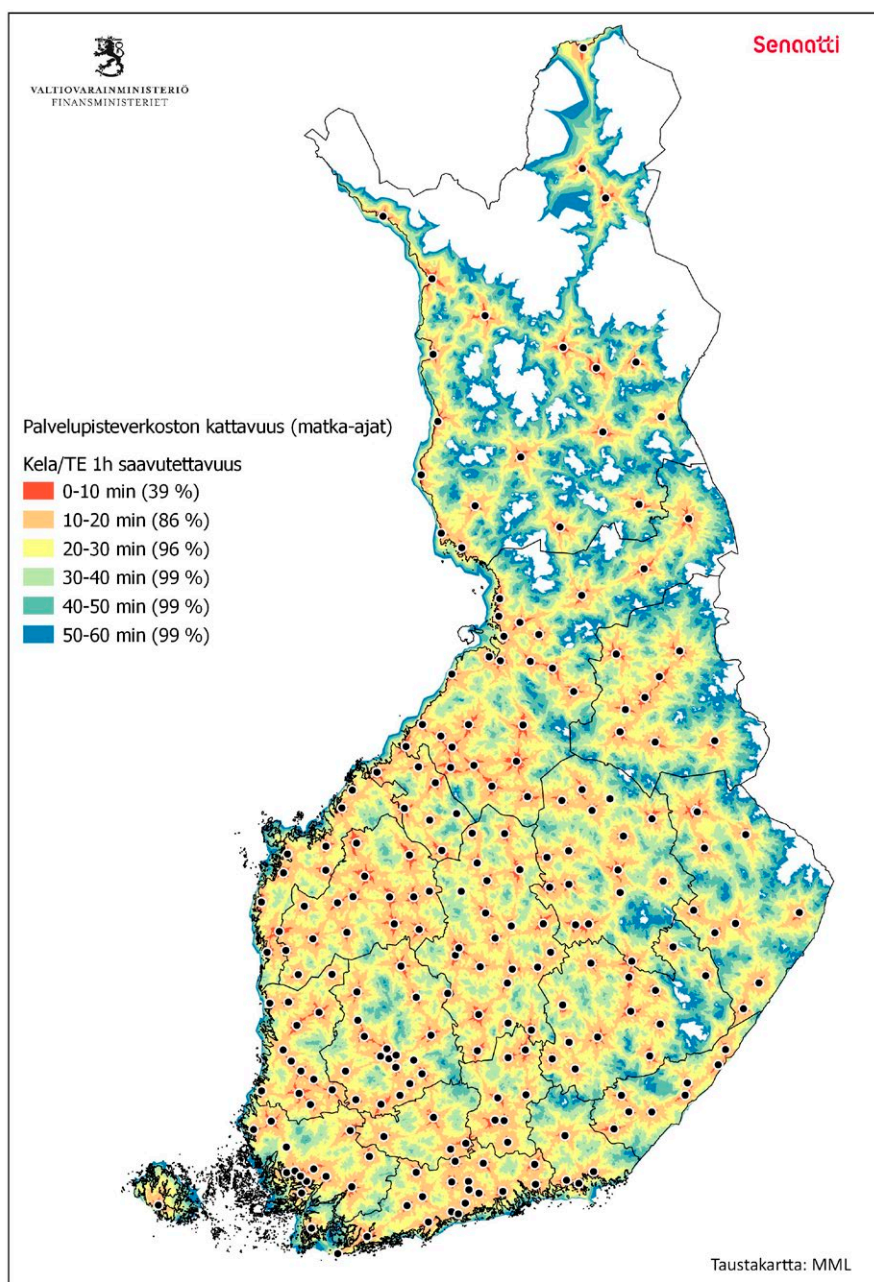 VALTIOVARAINMINISTERIÖ
FINANSMINISTERIET
Senaatti
Palvelupisteverkoston kattavuus (matka-ajat)
Kela/TE 1h saavutettavuus
0-10 min (39 %)
10-20 min (86 %)
20-30 min (96 %)
30-40 min (99 %)
40-50 min (99 %)
50-60 min (99 %)
Taustakartta: MML